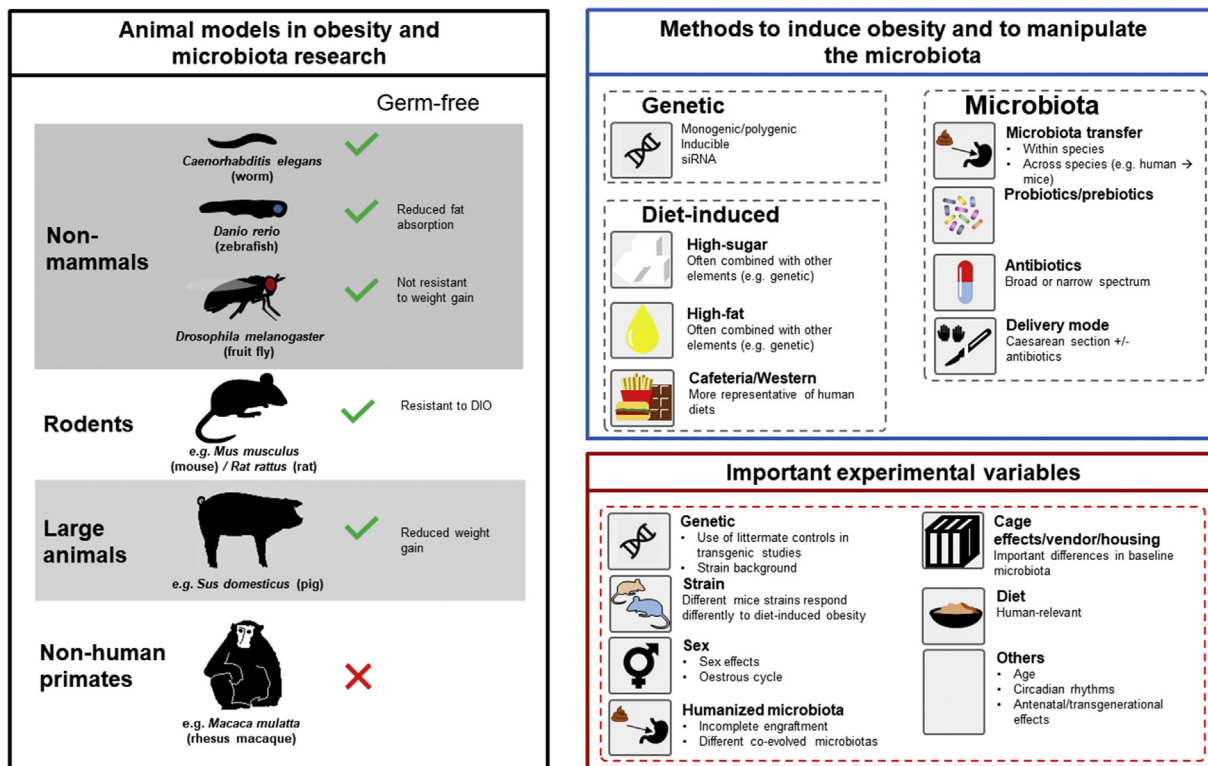 Animal models in obesity and
microbiota research
Germ-free
Non-
mammals
Caenorhabditis elegans
(worm)
Danio rerio
(zebrafish)
Reduced fat
absorption
Drosophila melanogaster
(fruit fly)
Not resistant
to weight gain
Rodents
e.g. Mus musculus
(mouse) / Rat rattus (rat)
Resistant to DIO
Large
animals
e.g. Sus domesticus (pig)
Reduced weight
gain
Non-human
primates
e.g. Macaca mulatta
(rhesus macaque)
Methods to induce obesity and to manipulate
the microbiota
Genetic
Monogenic/polygenic
Inducible
siRNA
Diet-induced
High-sugar
Often combined with other
elements (e.g. genetic)
High-fat
Often combined with other
elements (e.g. genetic)
Cafeteria/Western
More representative of human
diets
Microbiota
Microbiota transfer
• Within species
• Across species (e.g. human →
mice)
Probiotics/prebiotics
Antibiotics
Broad or narrow spectrum
Delivery mode
Caesarean section +/-
antibiotics
Important experimental variables
Genetic
• Use of littermate controls in
transgenic studies
• Strain background
Strain
Different mice strains respond
differently to diet-induced obesity
Sex
• Sex effects
• Oestrous cycle
Humanized microbiota
• Incomplete engraftment
• Different co-evolved microbiotas
Cage
effects/vendor/housing
Important differences in baseline
microbiota
Diet
Human-relevant
Others
• Age
• Circadian rhythms
• Antenatal/transgenerational
effects